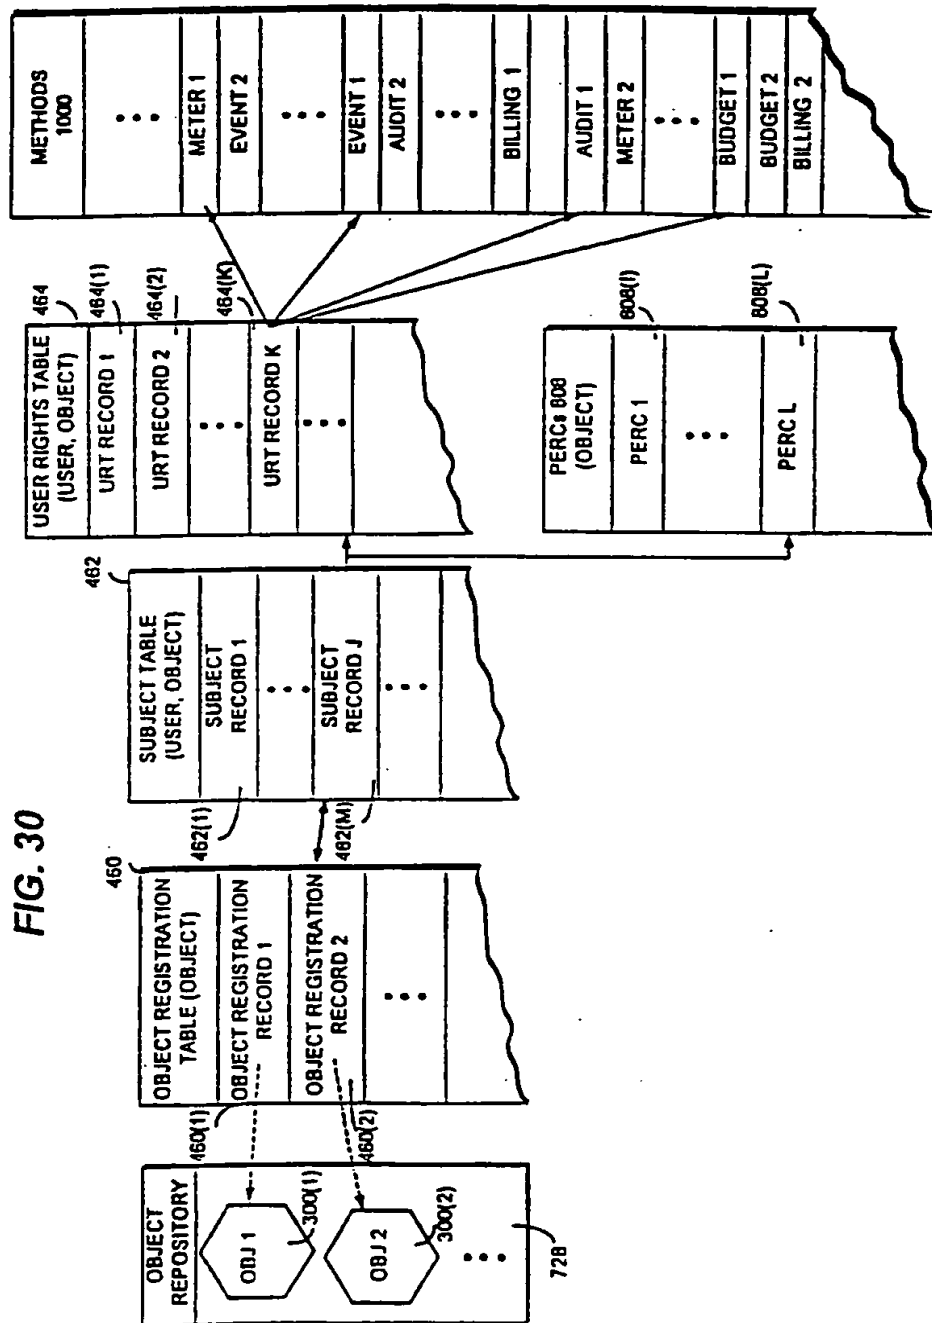 FIG. 30
OBJECT
REPOSITORY
OBJ 1
300(1)
OBJ 2
300(2)
728
OBJECT REGISTRATION
TABLE (OBJECT)
460
OBJECT REGISTRATION
RECORD 1
460(1)
OBJECT REGISTRATION
RECORD 2
460(2)
SUBJECT TABLE
(USER, OBJECT)
462
SUBJECT
RECORD 1
462(1)
SUBJECT
RECORD J
462(M)
USER RIGHTS TABLE
(USER, OBJECT)
464
URT RECORD 1
464(1)
URT RECORD 2
464(2)
URT RECORD K
464(K)
PERCs 808
(OBJECT)
PERC 1
808(1)
PERC L
808(L)
METHODS
1000
METER 1
EVENT 2
EVENT 1
AUDIT 2
BILLING 1
AUDIT 1
METER 2
BUDGET 1
BUDGET 2
BILLING 2